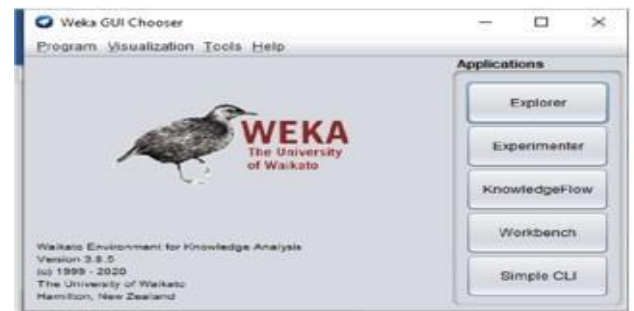 Weka GUI Chooser
Program Visualization Tools Help
Applications
WEKA
The University
of Waikato
Explorer
Experimenter
KnowledgeFlow
Workbench
Simple CLI
Waikato Environment for Knowledge Analysis
Version 3.8.5
(c) 1999 - 2020
The University of Waikato
Hamilton, New Zealand